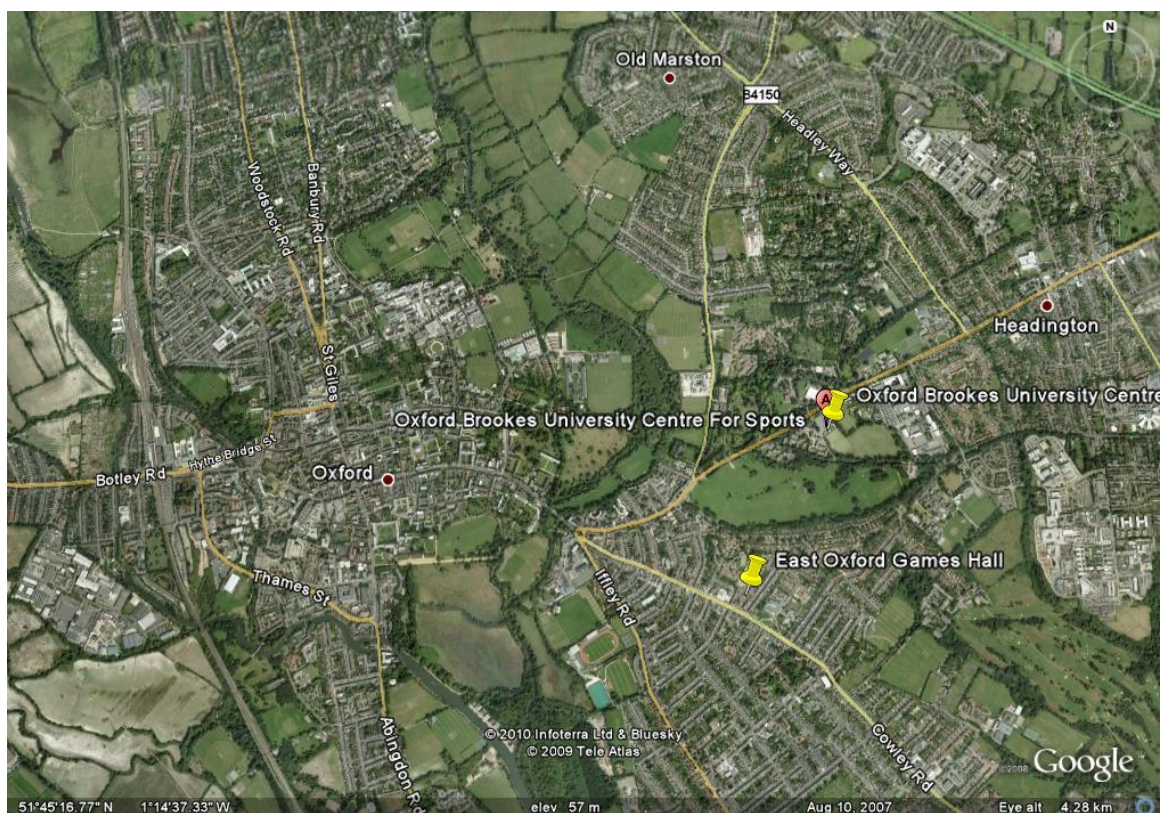 N
Old Marston
B4150
Headley Way
Woodstock Rd
Banbury Rd
Headington
St Giles
Oxford Brookes University Centre
A
Oxford Brookes University Centre For Sports
Hythe Bridge St
Botley Rd
Oxford
East Oxford Games Hall
Thames St
Iffley Rd
Abingdon Rd
Cowley Rd
© 2010 Infoterra Ltd & Bluesky
© 2009 Tele Atlas
©2008 Google
51°45'16.77" N 1°14'37.33" W elev 57 m Aug 10, 2007 Eye alt 4.28 km